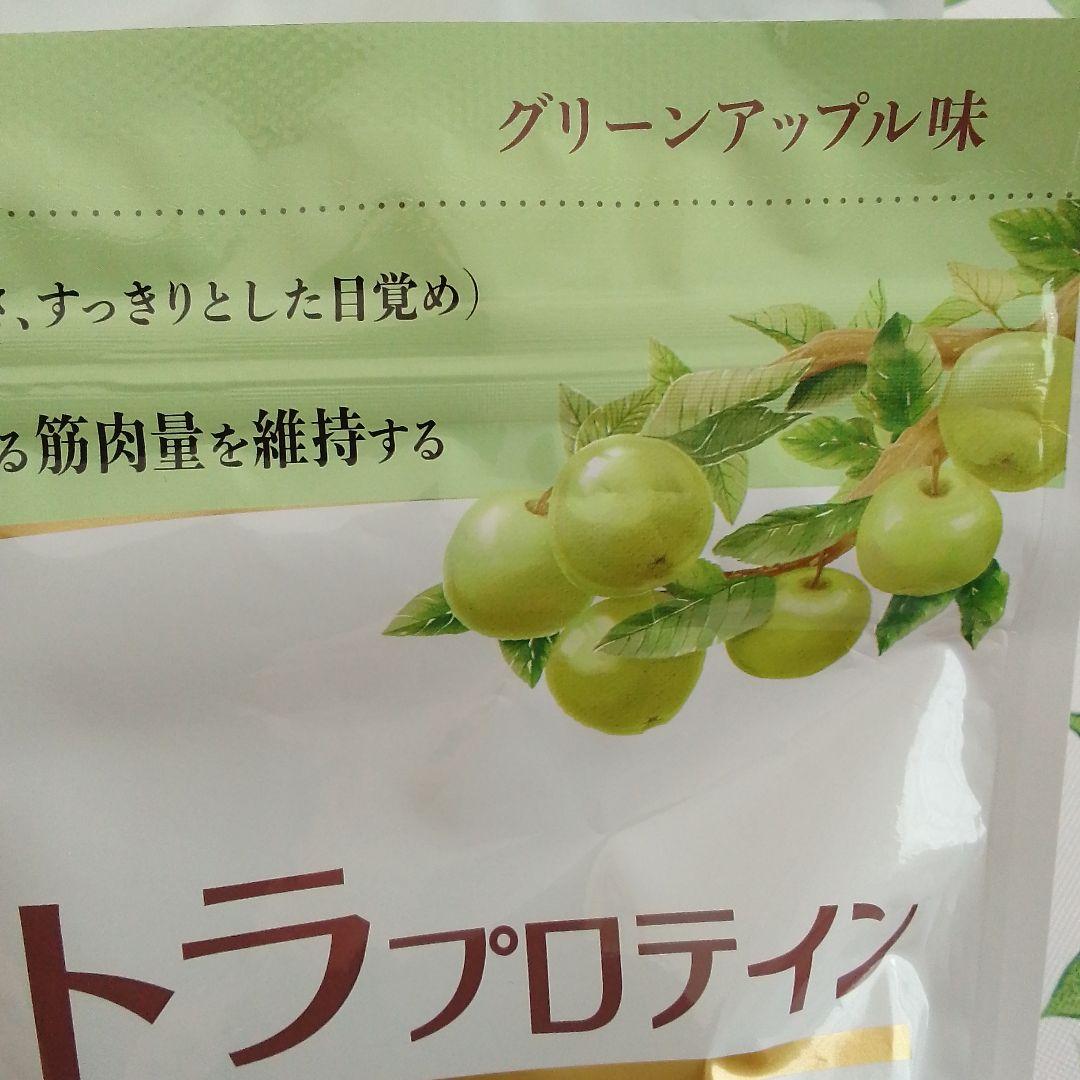 グリーンアップル味
、すっきりとした目覚め）
る筋肉量を維持する
トラプロテイン